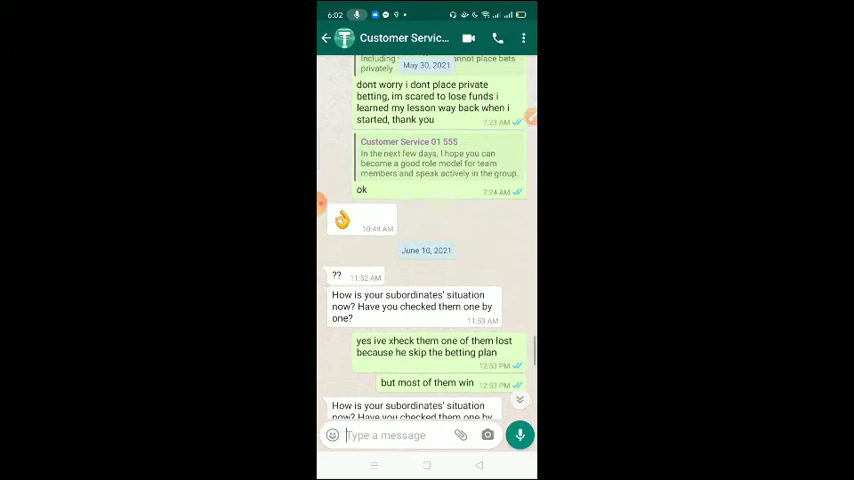 6:02
Customer Servic...
Including
annot place bets
privately
May 30, 2021
dont worry i dont place private
betting, im scared to lose funds i
learned my lesson way back when i
started, thank you
7:23 AM
Customer Service 01 555
In the next few days, I hope you can
become a good role model for team
members and speak actively in the group.
ok
7:24 AM
10:48 AM
June 10, 2021
??
11:52 AM
How is your subordinates' situation
now? Have you checked them one by
one?
11:53 AM
yes ive xheck them one of them lost
because he skip the betting plan
12:53 PM
but most of them win
12:53 PM
How is your subordinates' situation
now? Have you checked them one by
Type a message